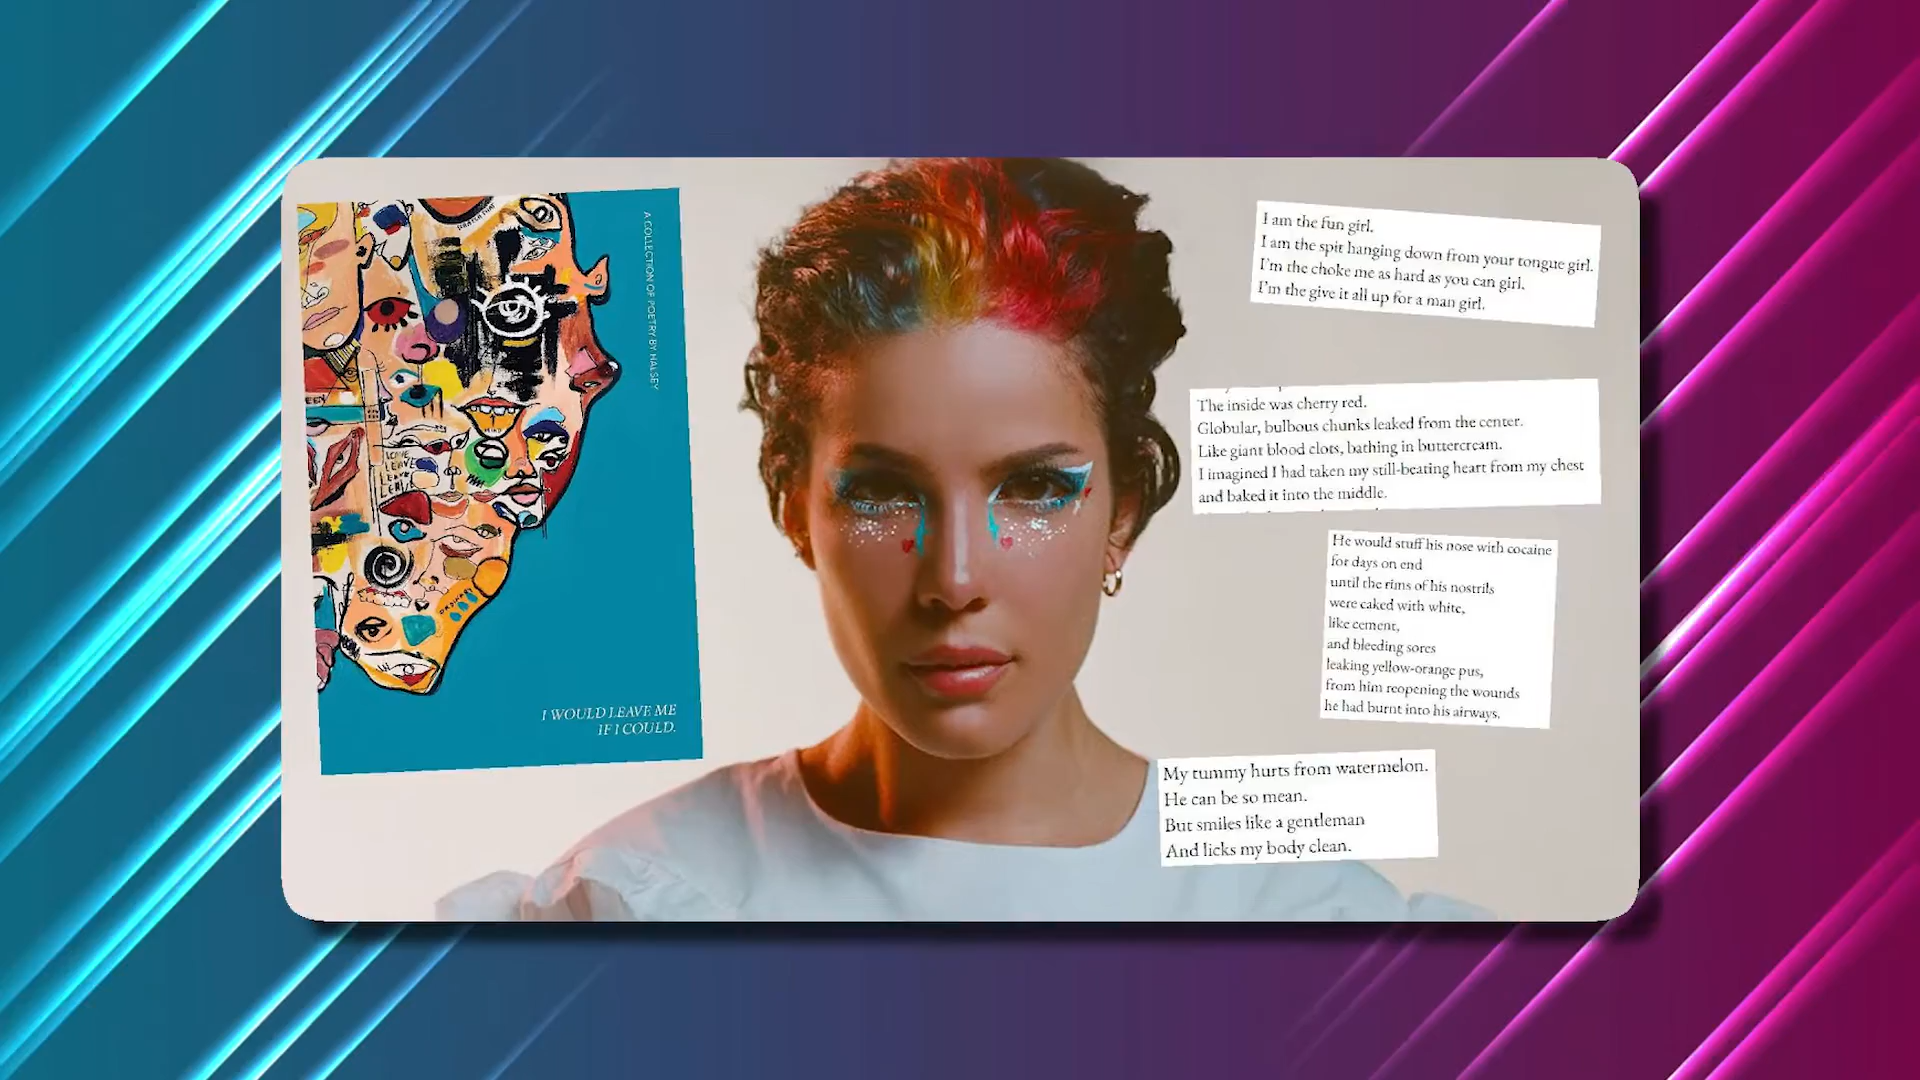 A COLLECTION OF POETRY BY HALSEY
I WOULD LEAVE ME
IF I COULD.
LEAVE
LEAVE
ORDINARY
I am the fun girl.
I am the spit hanging down from your tongue girl.
I'm the choke me as hard as you can girl.
I'm the give it all up for a man girl.
The inside was cherry red.
Globular, bulbous chunks leaked from the center.
Like giant blood clots, bathing in buttercream.
I imagined I had taken my still-beating heart from my chest
and baked it into the middle.
He would stuff his nose with cocaine
for days on end
until the rims of his nostrils
were caked with white,
like cement,
and bleeding sores
leaking yellow-orange pus,
from him reopening the wounds
he had burnt into his airways.
My tummy hurts from watermelon.
He can be so mean.
But smiles like a gentleman
And licks my body clean.